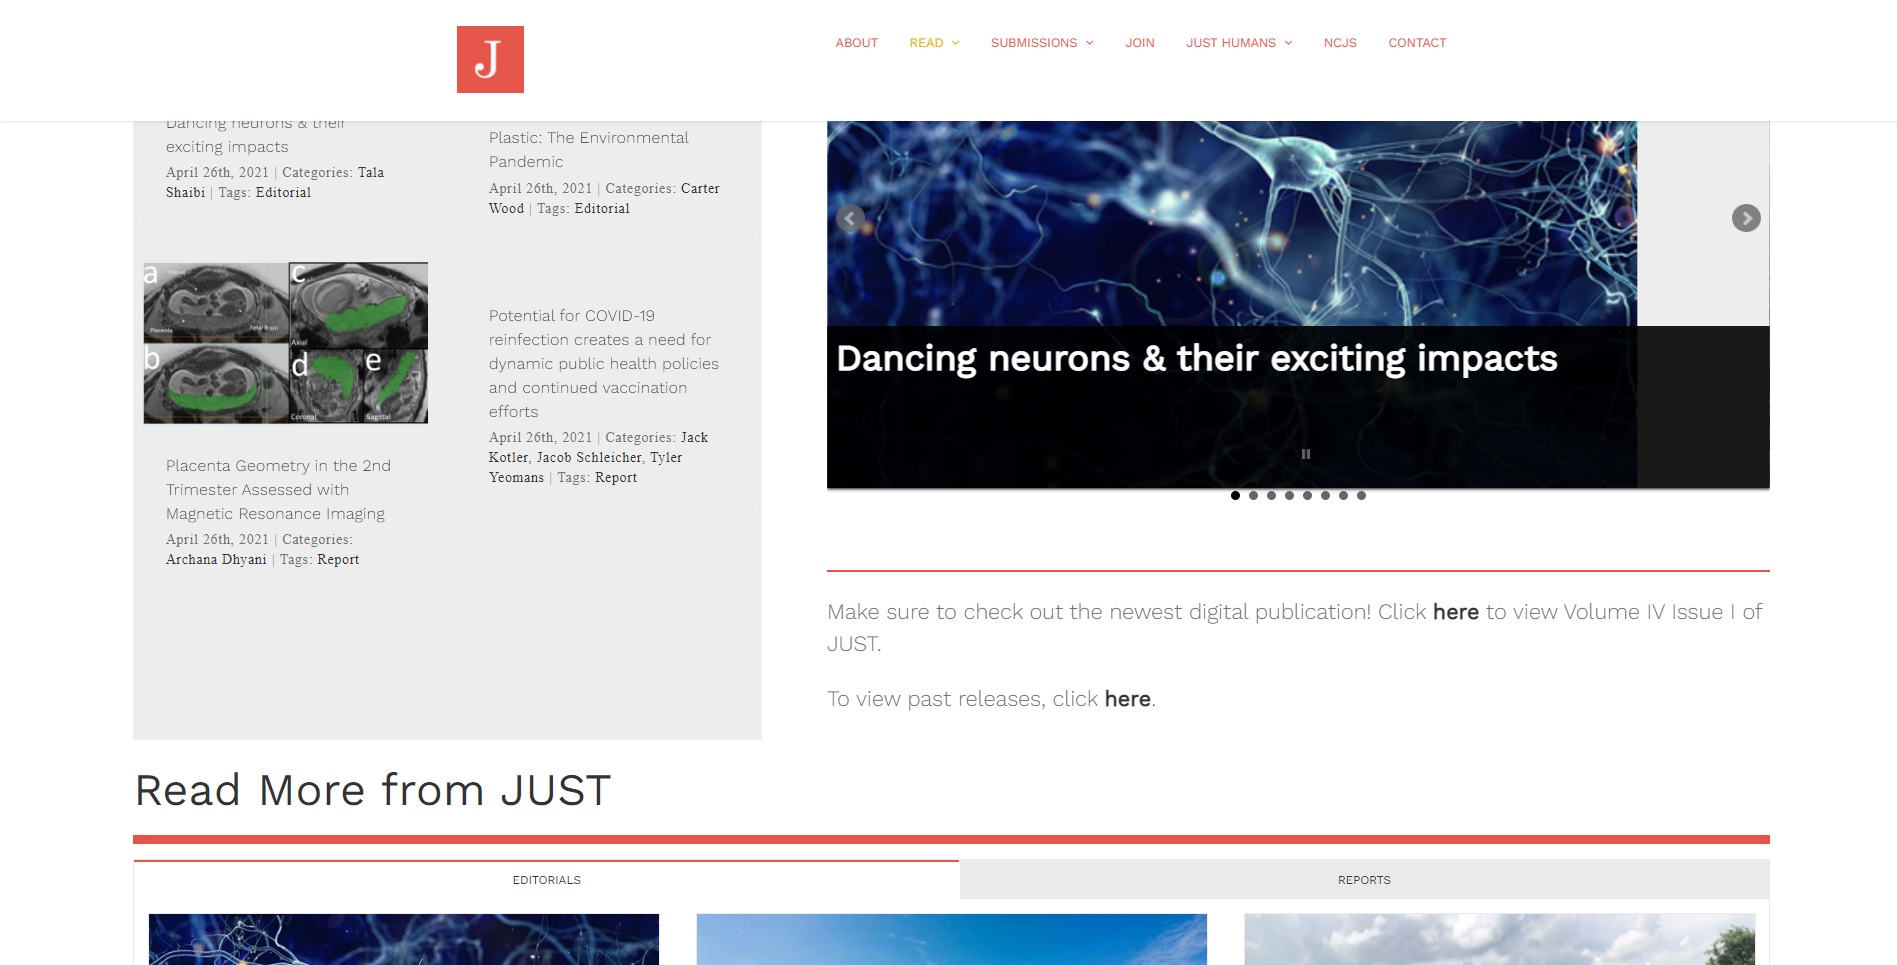 J
ABOUT READ SUBMISSIONS JOIN JUST HUMANS NCJS CONTACT
Dancing neurons & their
exciting impacts
April 26th, 2021 | Categories: Tala
Shaibi | Tags: Editorial
Plastic: The Environmental
Pandemic
April 26th, 2021 | Categories: Carter
Wood | Tags: Editorial
a
c
Placenta
Fetal Brain
Axial
b
d
e
Coronal
Sagittal
Placenta Geometry in the 2nd
Trimester Assessed with
Magnetic Resonance Imaging
April 26th, 2021 | Categories:
Archana Dhyani | Tags: Report
Potential for COVID-19
reinfection creates a need for
dynamic public health policies
and continued vaccination
efforts
April 26th, 2021 | Categories: Jack
Kotler, Jacob Schleicher, Tyler
Yeomans | Tags: Report
Dancing neurons & their exciting impacts
Make sure to check out the newest digital publication! Click here to view Volume IV Issue I of
JUST.
To view past releases, click here.
Read More from JUST
EDITORIALS
REPORTS